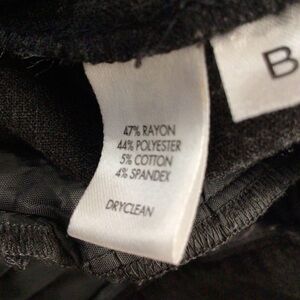 47% RAYON
44% POLYESTER
5% COTTON
4% SPANDEX
DRYCLEAN
B